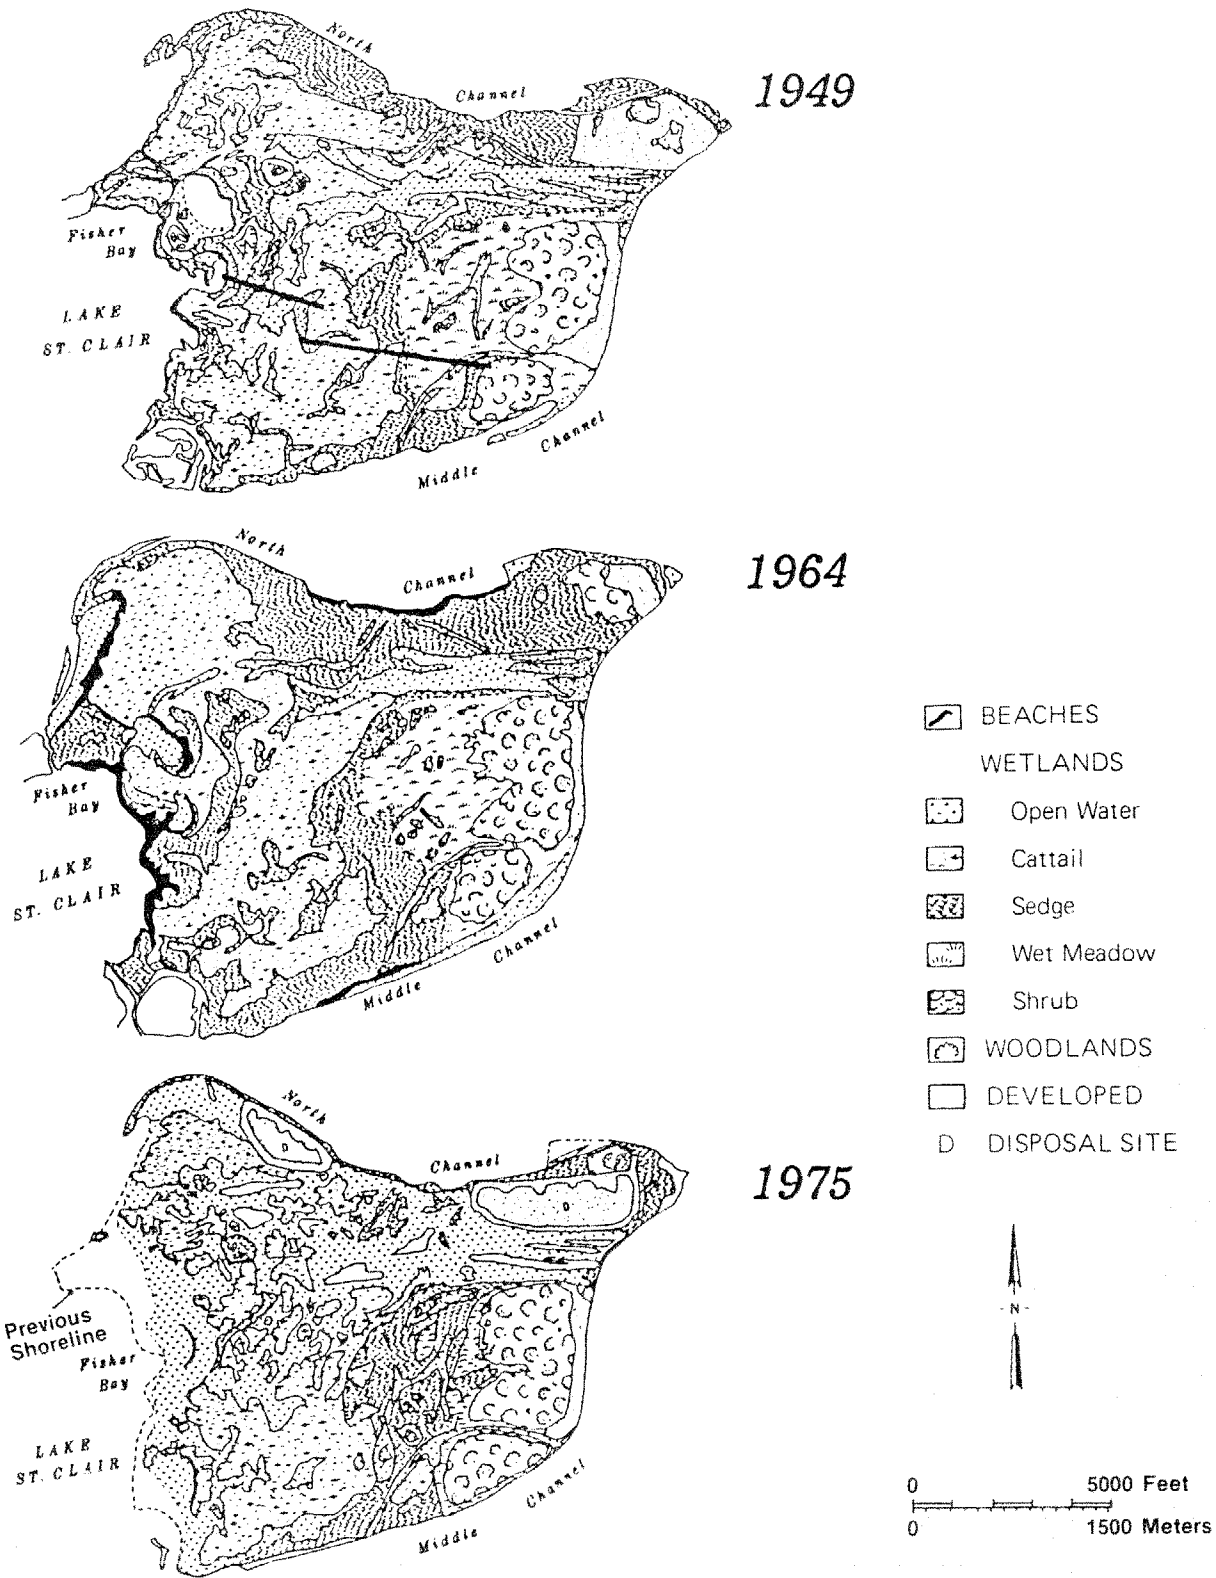 North
Channel
1949
Fisher
Bay
LAKE
ST. CLAIR
Channel
Middle
North
Channel
1964
Fisher
Bay
LAKE
ST. CLAIR
Channel
Middle
BEACHES
WETLANDS
Open Water
Cattail
Sedge
Wet Meadow
Shrub
WOODLANDS
DEVELOPED
D DISPOSAL SITE
North
D
Channel
1975
D
Previous
Shoreline
Fisher
Bay
LAKE
ST. CLAIR
Channel
Middle
- N -
0 5000 Feet
0 1500 Meters